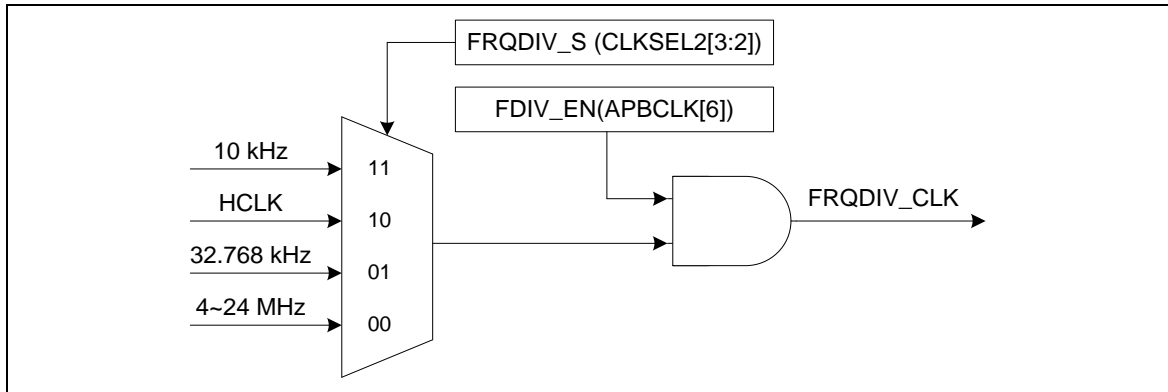 FRQDIV_S (CLKSEL2[3:2])
FDIV_EN(APBCLK[6])
10 kHz
11
HCLK
10
32.768 kHz
01
4~24 MHz
00
FRQDIV_CLK